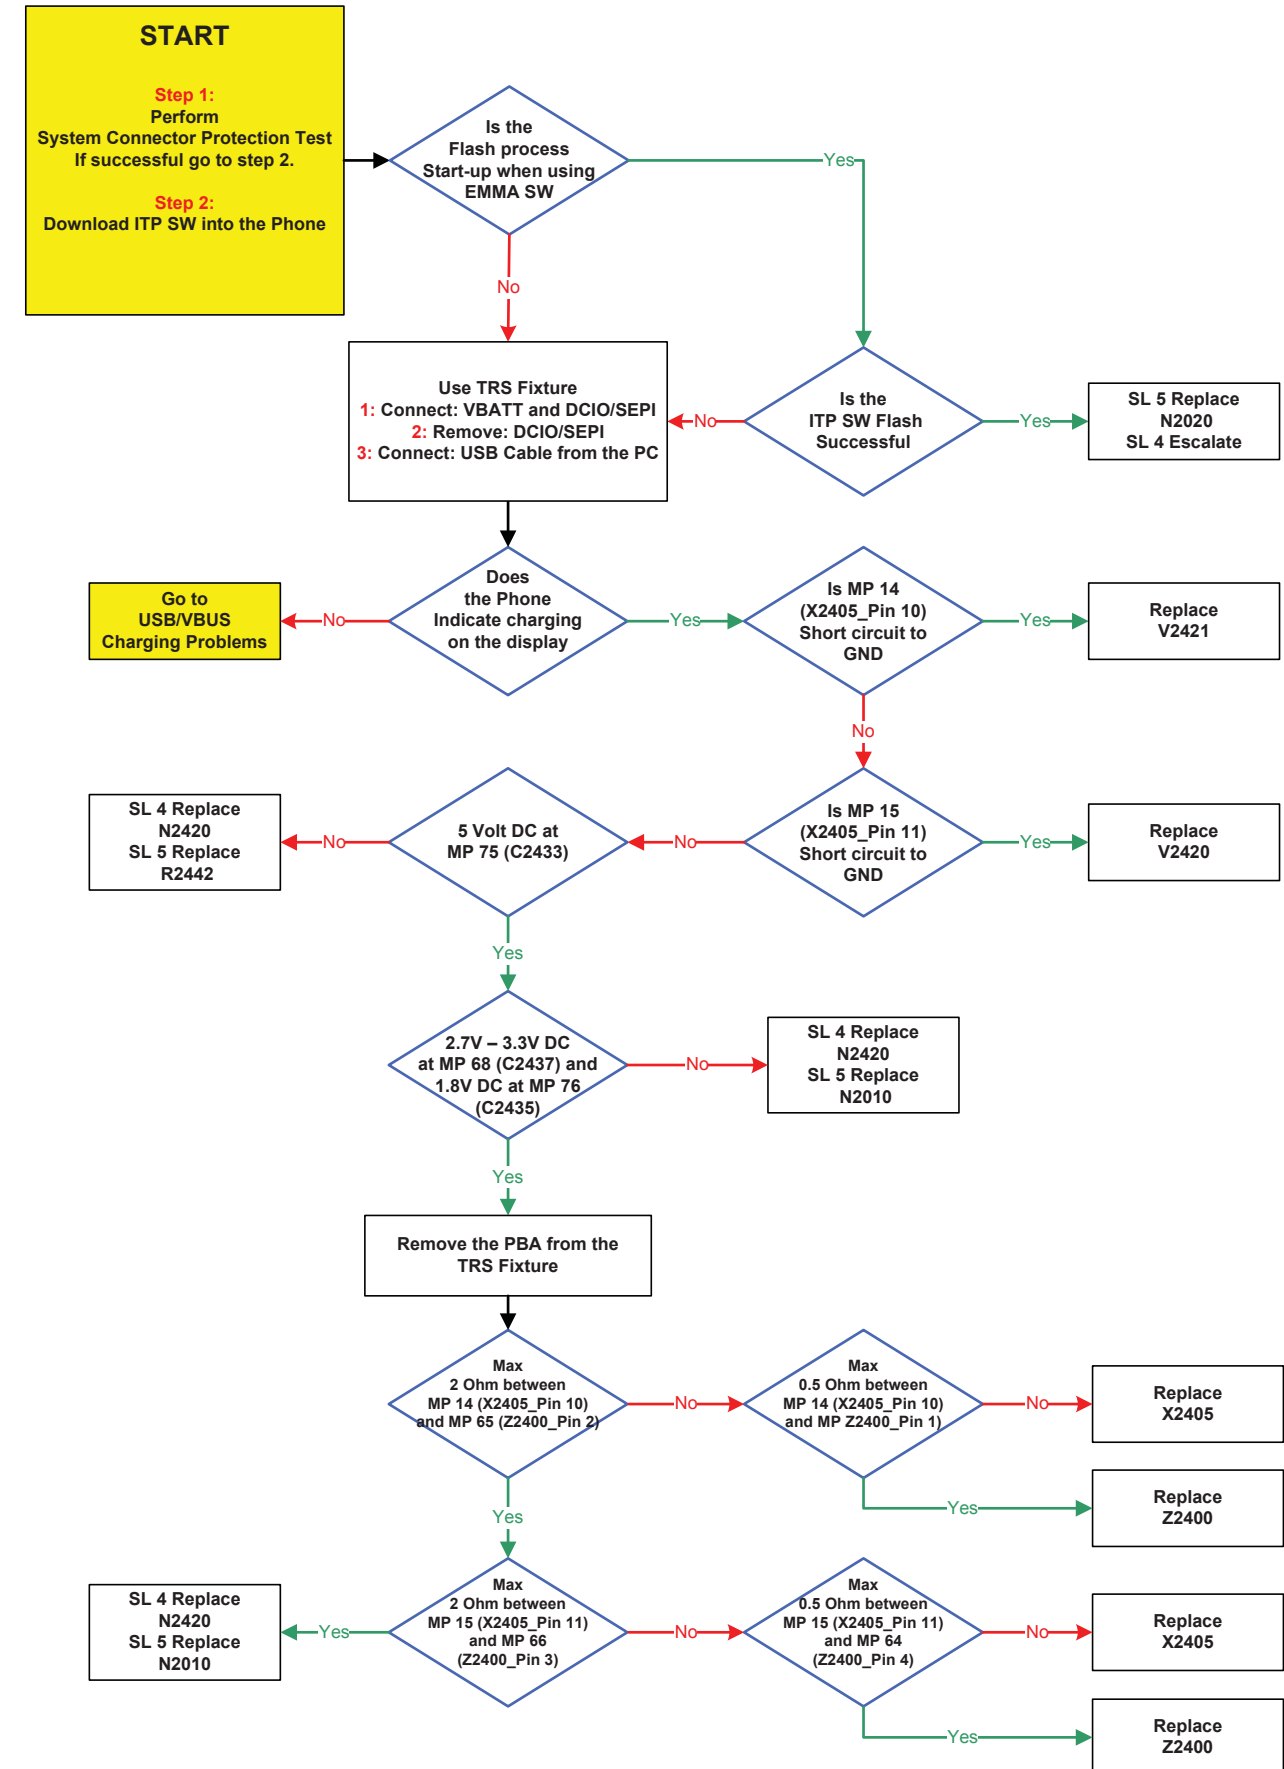 START
Step 1:
Perform
System Connector Protection Test
If successful go to step 2.
Step 2:
Download ITP SW into the Phone
Is the
Flash process
Start-up when using
EMMA SW
Yes
No
Use TRS Fixture
1: Connect: VBATT and DCIO/SEPI
2: Remove: DCIO/SEPI
3: Connect: USB Cable from the PC
No
Is the
ITP SW Flash
Successful
Yes
SL 5 Replace
N2020
SL 4 Escalate
Go to
USB/VBUS
Charging Problems
No
Does
the Phone
Indicate charging
on the display
Yes
Is MP 14
(X2405_Pin 10)
Short circuit to
GND
Yes
Replace
V2421
No
SL 4 Replace
N2420
SL 5 Replace
R2442
No
5 Volt DC at
MP 75 (C2433)
No
Is MP 15
(X2405_Pin 11)
Short circuit to
GND
Yes
Replace
V2420
Yes
2.7V – 3.3V DC
at MP 68 (C2437) and
1.8V DC at MP 76
(C2435)
No
SL 4 Replace
N2420
SL 5 Replace
N2010
Yes
Remove the PBA from the
TRS Fixture
Max
2 Ohm between
MP 14 (X2405_Pin 10)
and MP 65 (Z2400_Pin 2)
No
Max
0.5 Ohm between
MP 14 (X2405_Pin 10)
and MP Z2400_Pin 1)
No
Replace
X2405
Yes
Replace
Z2400
Yes
SL 4 Replace
N2420
SL 5 Replace
N2010
Yes
Max
2 Ohm between
MP 15 (X2405_Pin 11)
and MP 66
(Z2400_Pin 3)
No
Max
0.5 Ohm between
MP 15 (X2405_Pin 11)
and MP 64
(Z2400_Pin 4)
No
Replace
X2405
Yes
Replace
Z2400